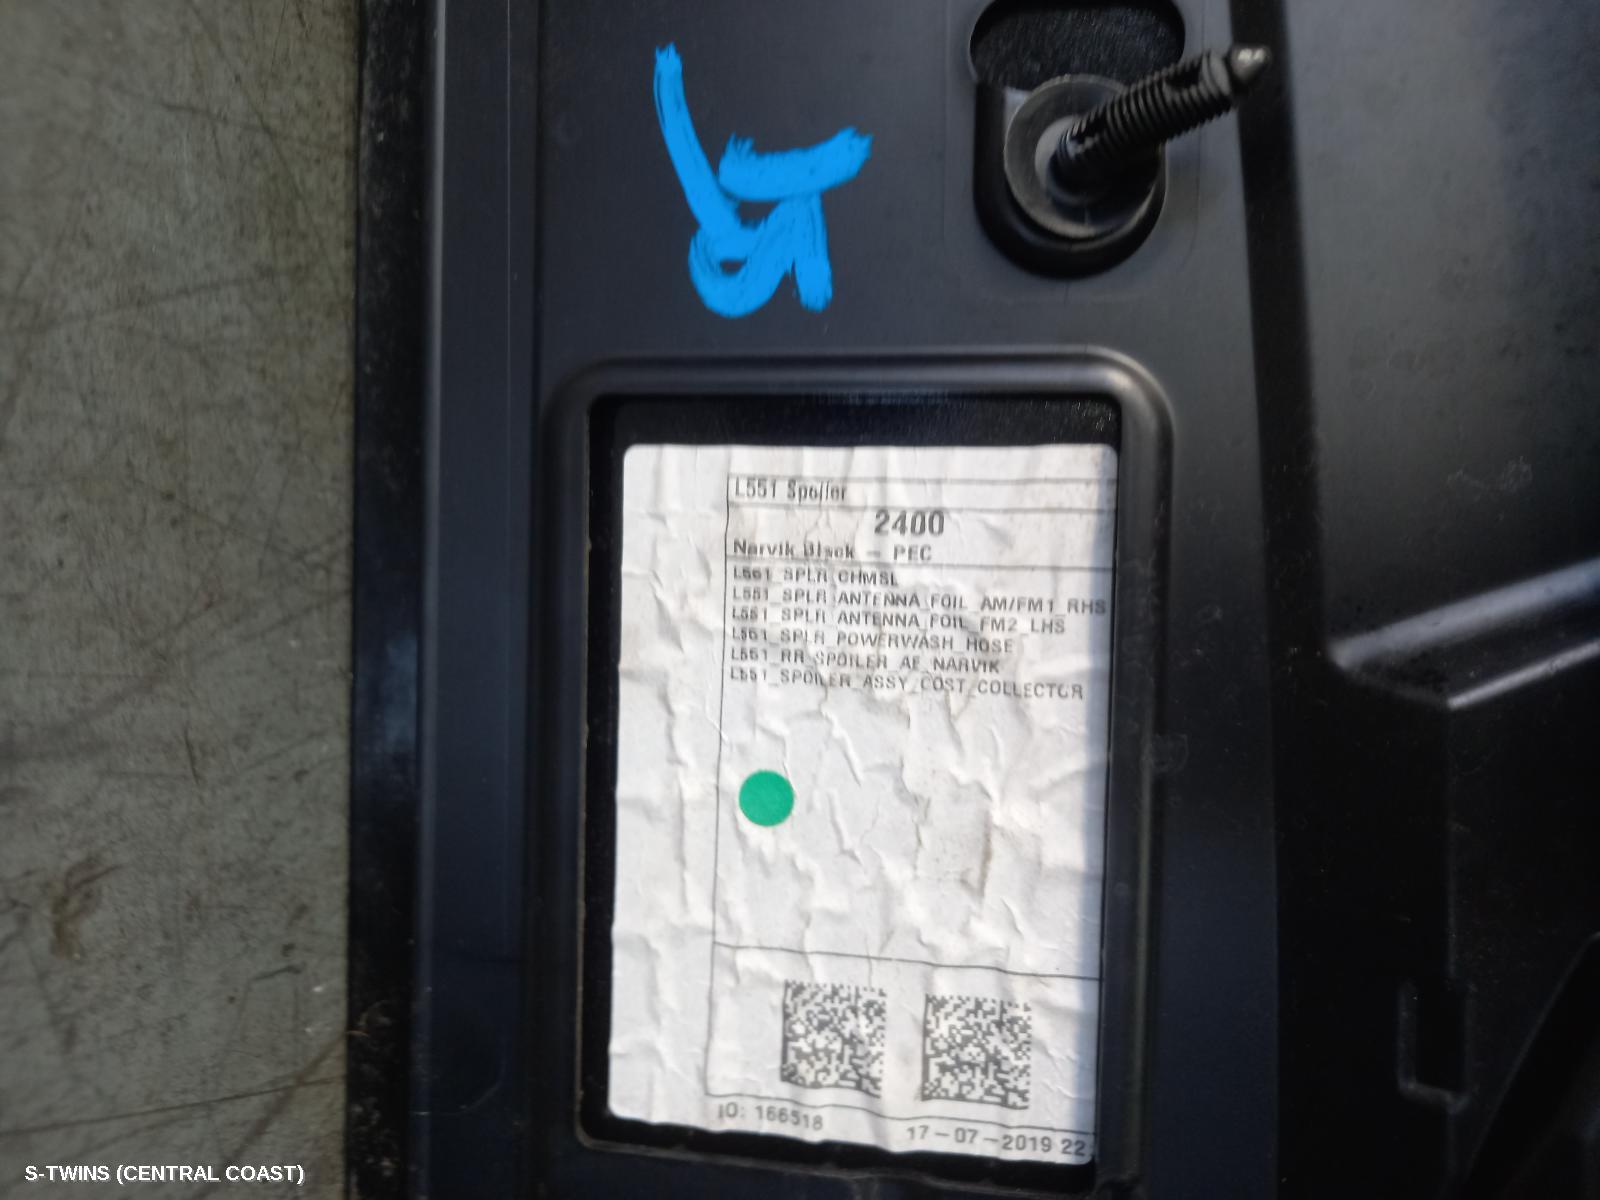 L551 Spoiler
2400
Narvik Black - PEC
L551_SPLR_CHMSL
L551_SPLR_ANTENNA_FOIL_AM/FM1_RHS
L551_SPLR_ANTENNA_FOIL_FM2_LHS
L551_SPLR_POWERWASH_HOSE
L551_RR_SPOILER_AE_NARVIK
L551_SPOILER_ASSY_COST_COLLECTOR
ID: 166518
17-07-2019 22
S-TWINS (CENTRAL COAST)